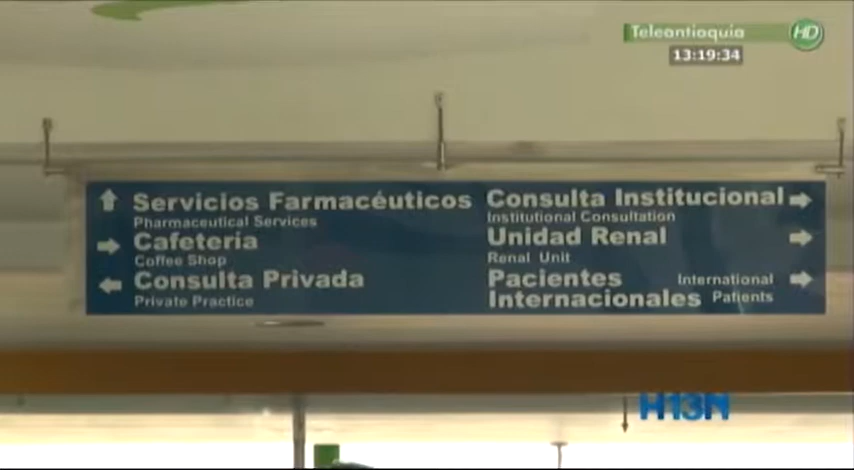 Teleantioquia HD
13:19:34
Servicios Farmacéuticos
Pharmaceutical Services
Cafeteria
Coffee Shop
Consulta Privada
Private Practice
Consulta Institucional
Institutional Consultation
Unidad Renal
Renal Unit
Pacientes International
Internacionales Patients
H13N